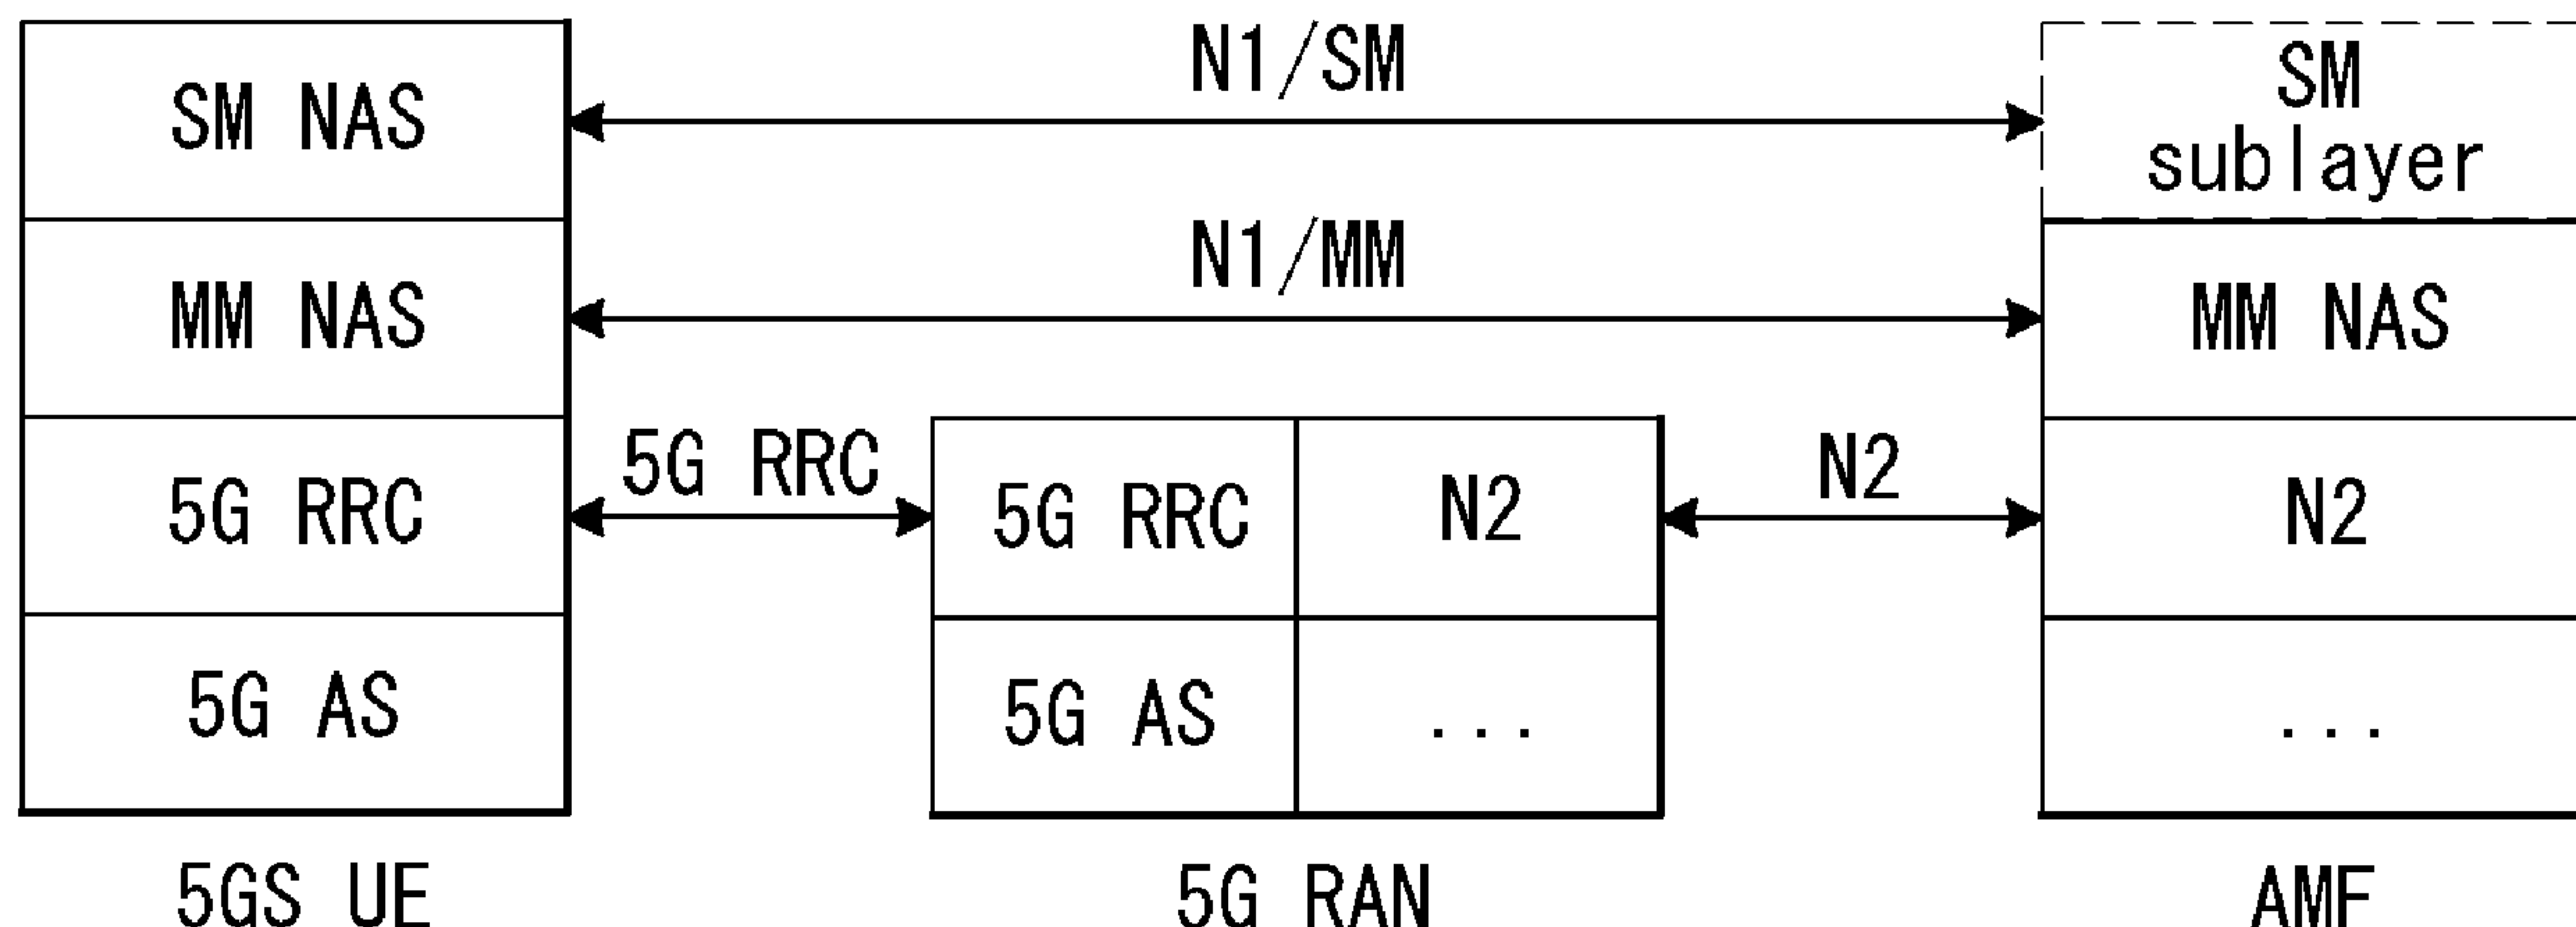 N1/SM
SM NAS
SM
sublayer
N1/MM
MM NAS
MM NAS
5G RRC
5G RRC
5G RRC
N2
N2
N2
5G AS
5G AS
...
...
5GS UE
5G RAN
AMF